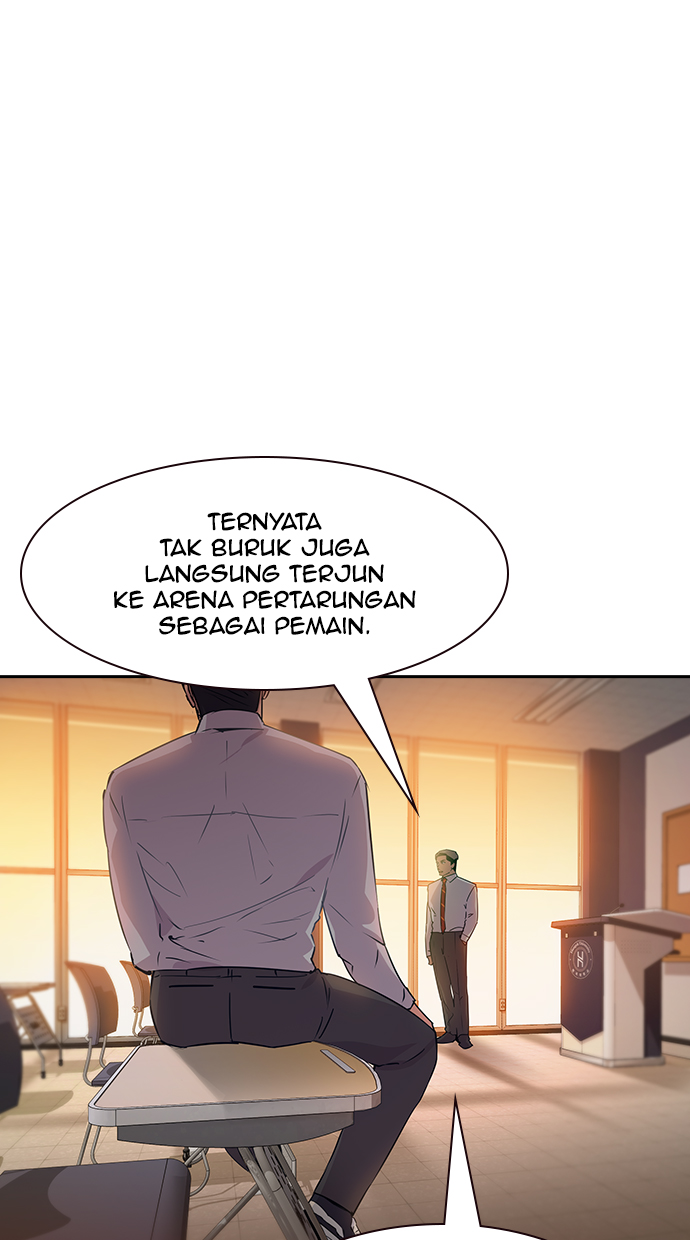 TERNYATA
TAK BURUK JUGA
LANGSUNG TERJUN
KE ARENA PERTARUNGAN
SEBAGAI PEMAIN.